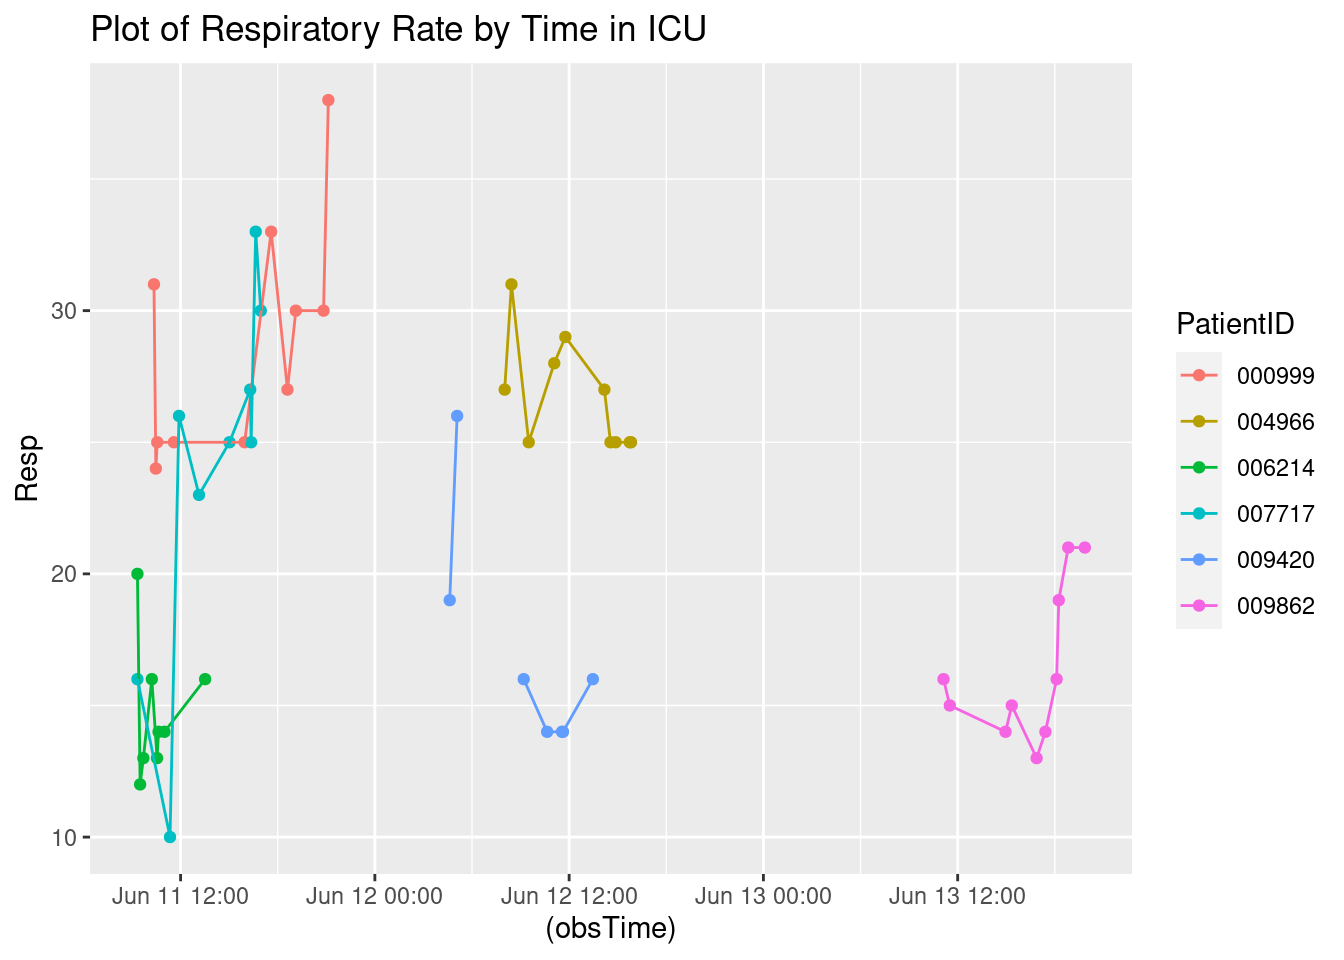 Plot of Respiratory Rate by Time in ICU
Resp
30
20
10
Jun 11 12:00
Jun 12 00:00
Jun 12 12:00
Jun 13 00:00
Jun 13 12:00
(obsTime)
PatientID
000999
004966
006214
007717
009420
009862